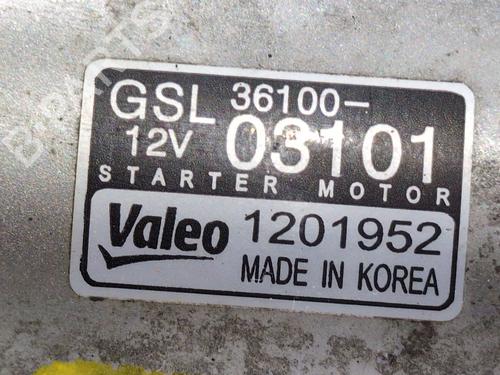 GSL 36100-
12V 03101
STARTER MOTOR
Valeo 1201952
MADE IN KOREA